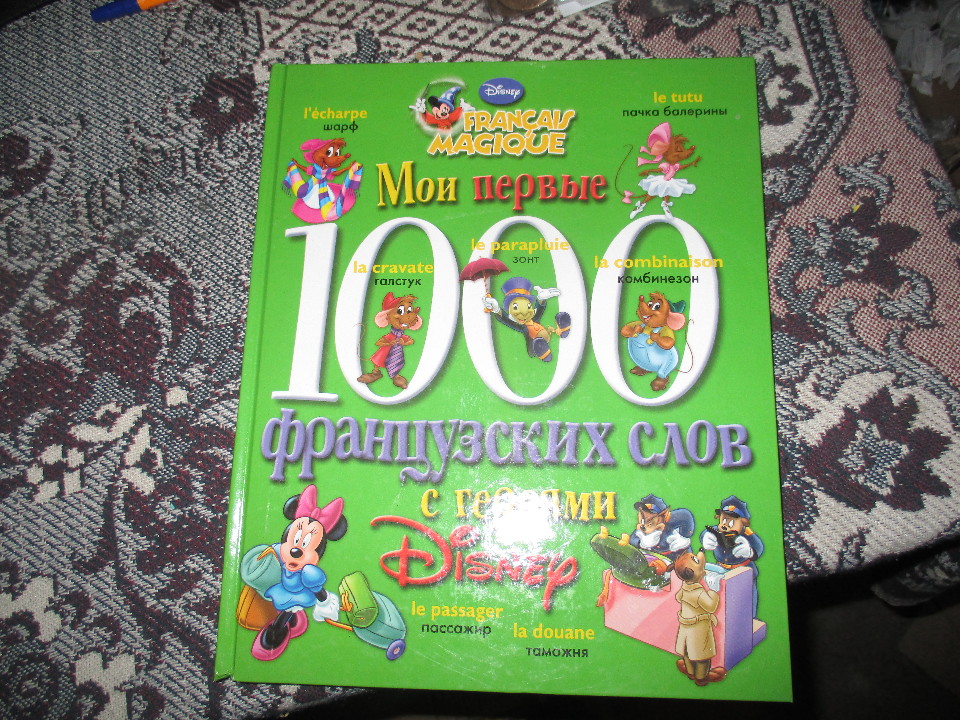 Disney
FRANÇAIS
MAGIQUE
l'écharpe
шарф
le tutu
пачка балерины
Мои первые
1000
la cravate
галстук
le parapluie
зонт
la combinaison
комбинезон
французских слов
с героями
Disney
le passager
пассажир
la douane
таможня